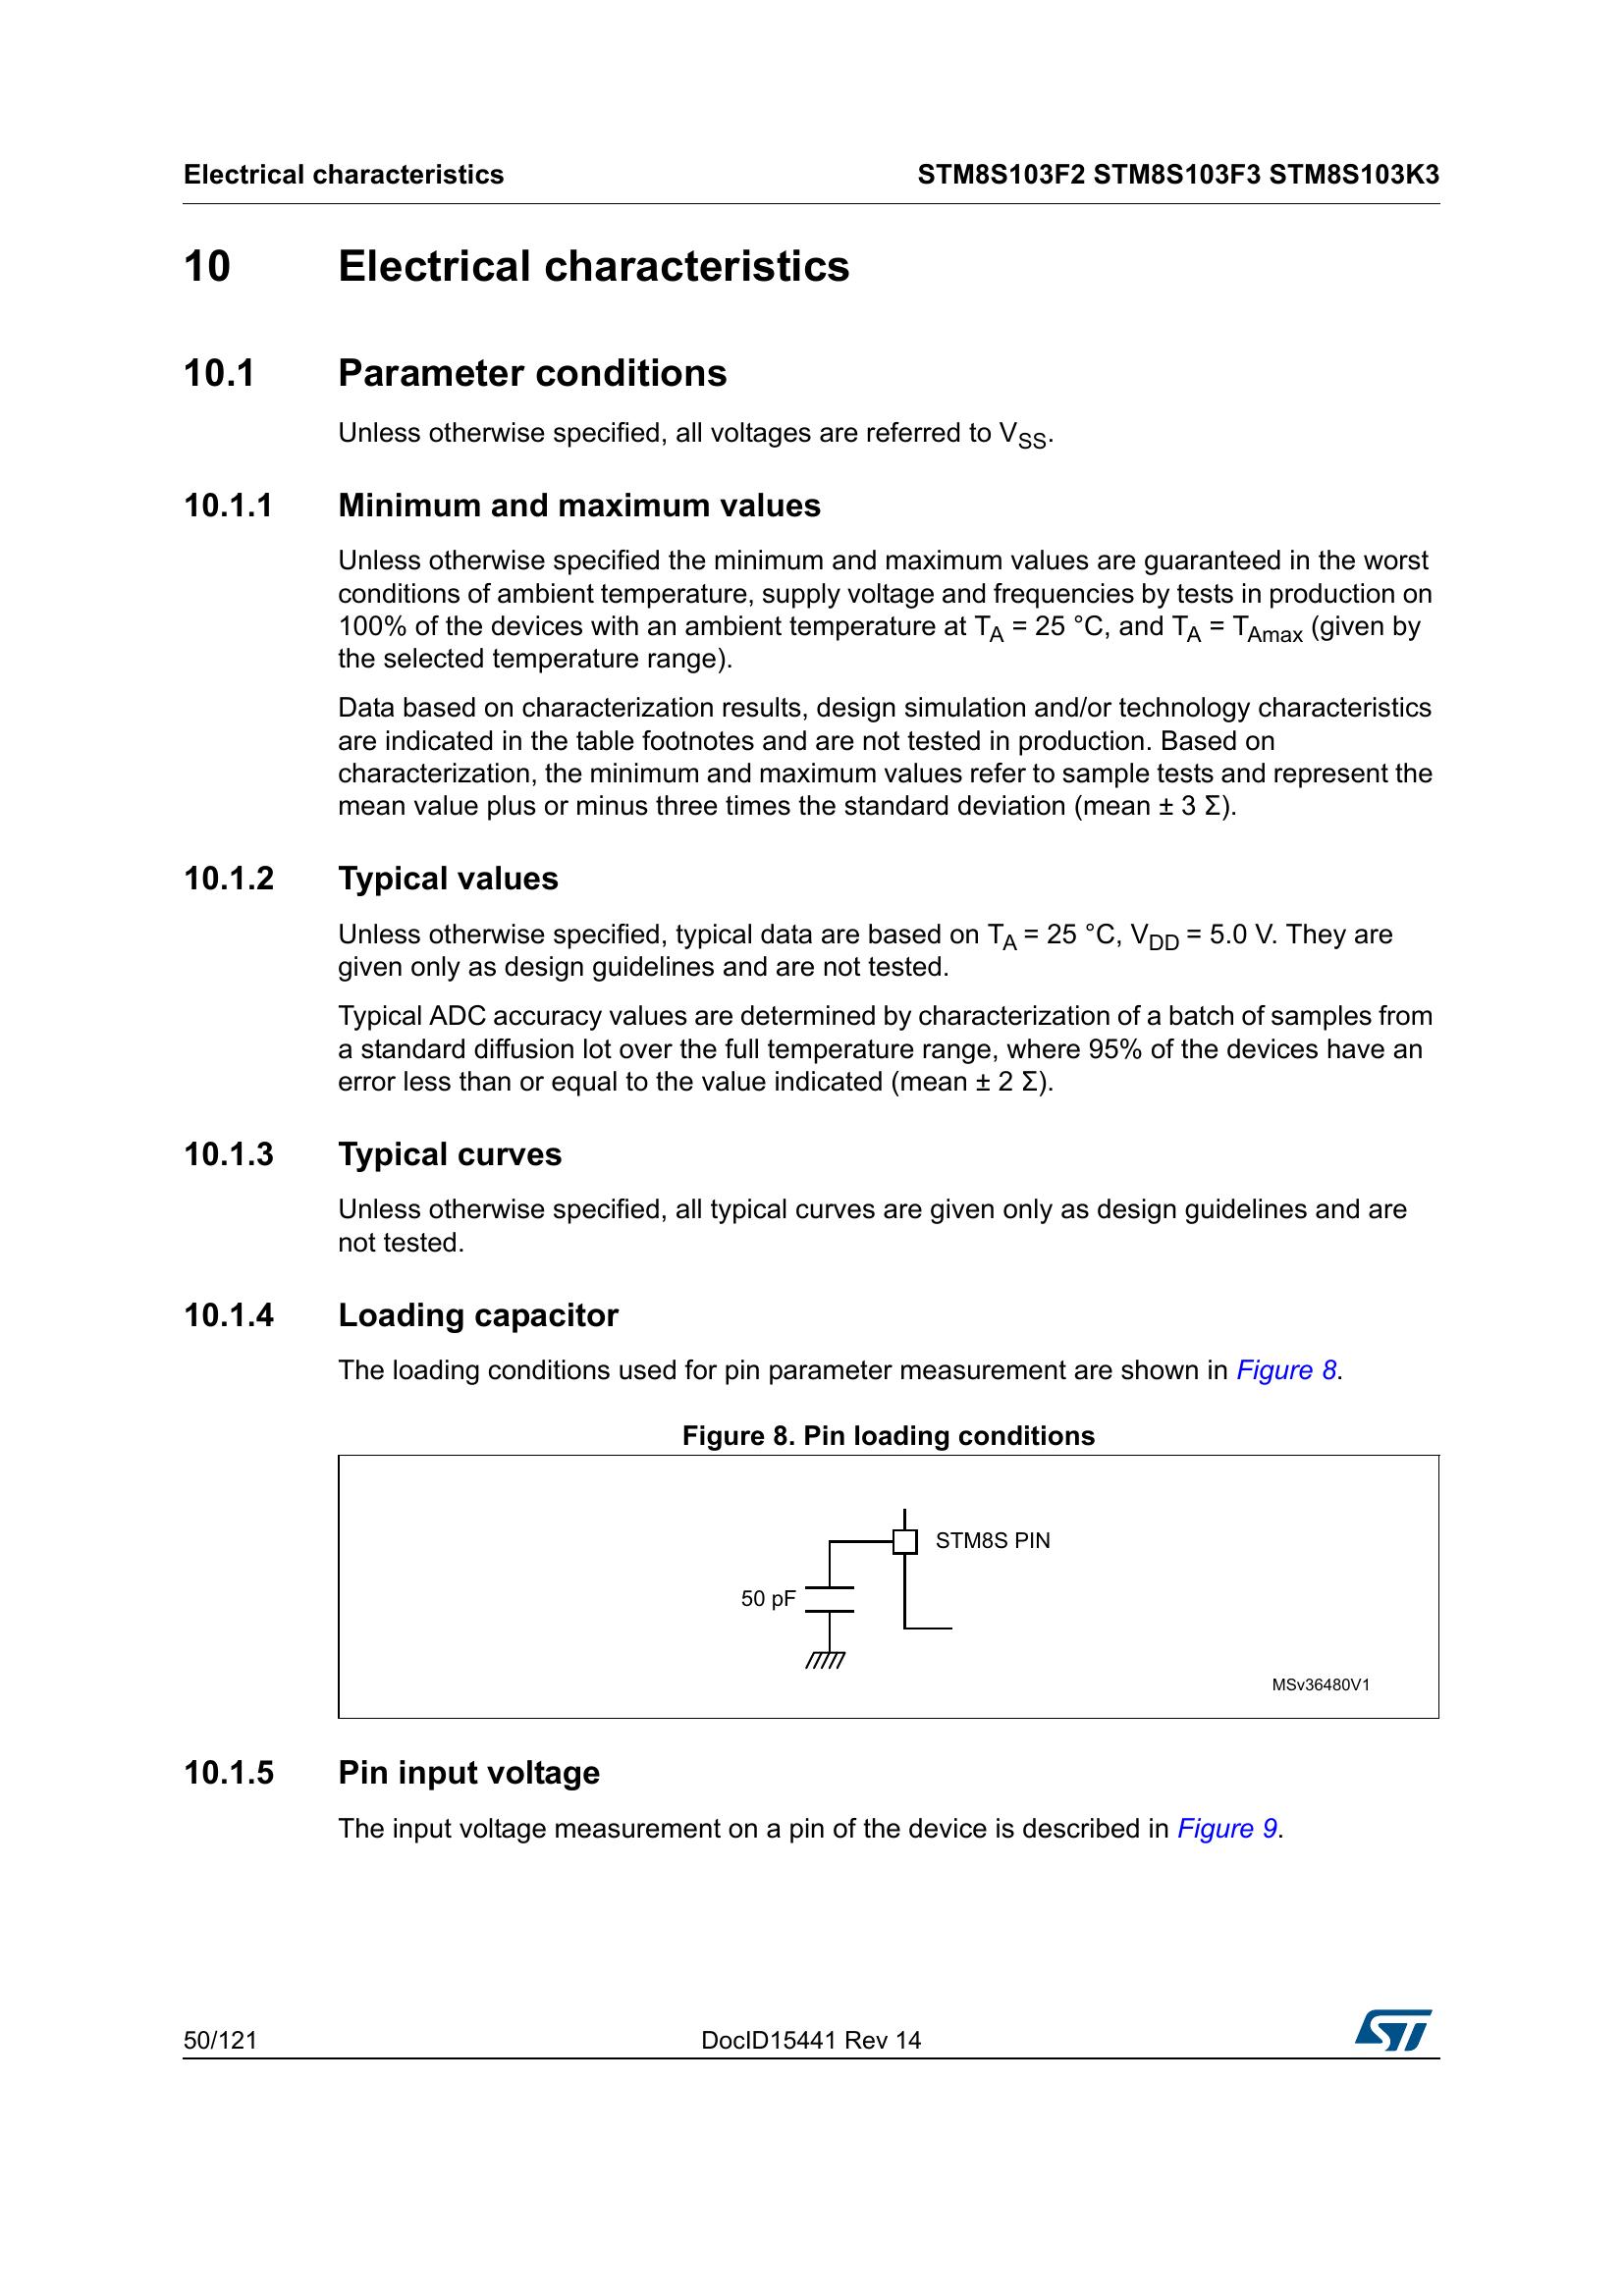 Electrical characteristics STM8S103F2 STM8S103F3 STM8S103K3
10 Electrical characteristics
10.1 Parameter conditions
Unless otherwise specified, all voltages are referred to VSS.
10.1.1 Minimum and maximum values
Unless otherwise specified the minimum and maximum values are guaranteed in the worst
conditions of ambient temperature, supply voltage and frequencies by tests in production on
100% of the devices with an ambient temperature at TA = 25 °C, and TA = TAmax (given by
the selected temperature range).
Data based on characterization results, design simulation and/or technology characteristics
are indicated in the table footnotes and are not tested in production. Based on
characterization, the minimum and maximum values refer to sample tests and represent the
mean value plus or minus three times the standard deviation (mean ± 3 Σ).
10.1.2 Typical values
Unless otherwise specified, typical data are based on TA = 25 °C, VDD = 5.0 V. They are
given only as design guidelines and are not tested.
Typical ADC accuracy values are determined by characterization of a batch of samples from
a standard diffusion lot over the full temperature range, where 95% of the devices have an
error less than or equal to the value indicated (mean ± 2 Σ).
10.1.3 Typical curves
Unless otherwise specified, all typical curves are given only as design guidelines and are
not tested.
10.1.4 Loading capacitor
The loading conditions used for pin parameter measurement are shown in Figure 8.
Figure 8. Pin loading conditions
STM8S PIN
50 pF
MSv36480V1
10.1.5 Pin input voltage
The input voltage measurement on a pin of the device is described in Figure 9.
50/121 DocID15441 Rev 14 ST